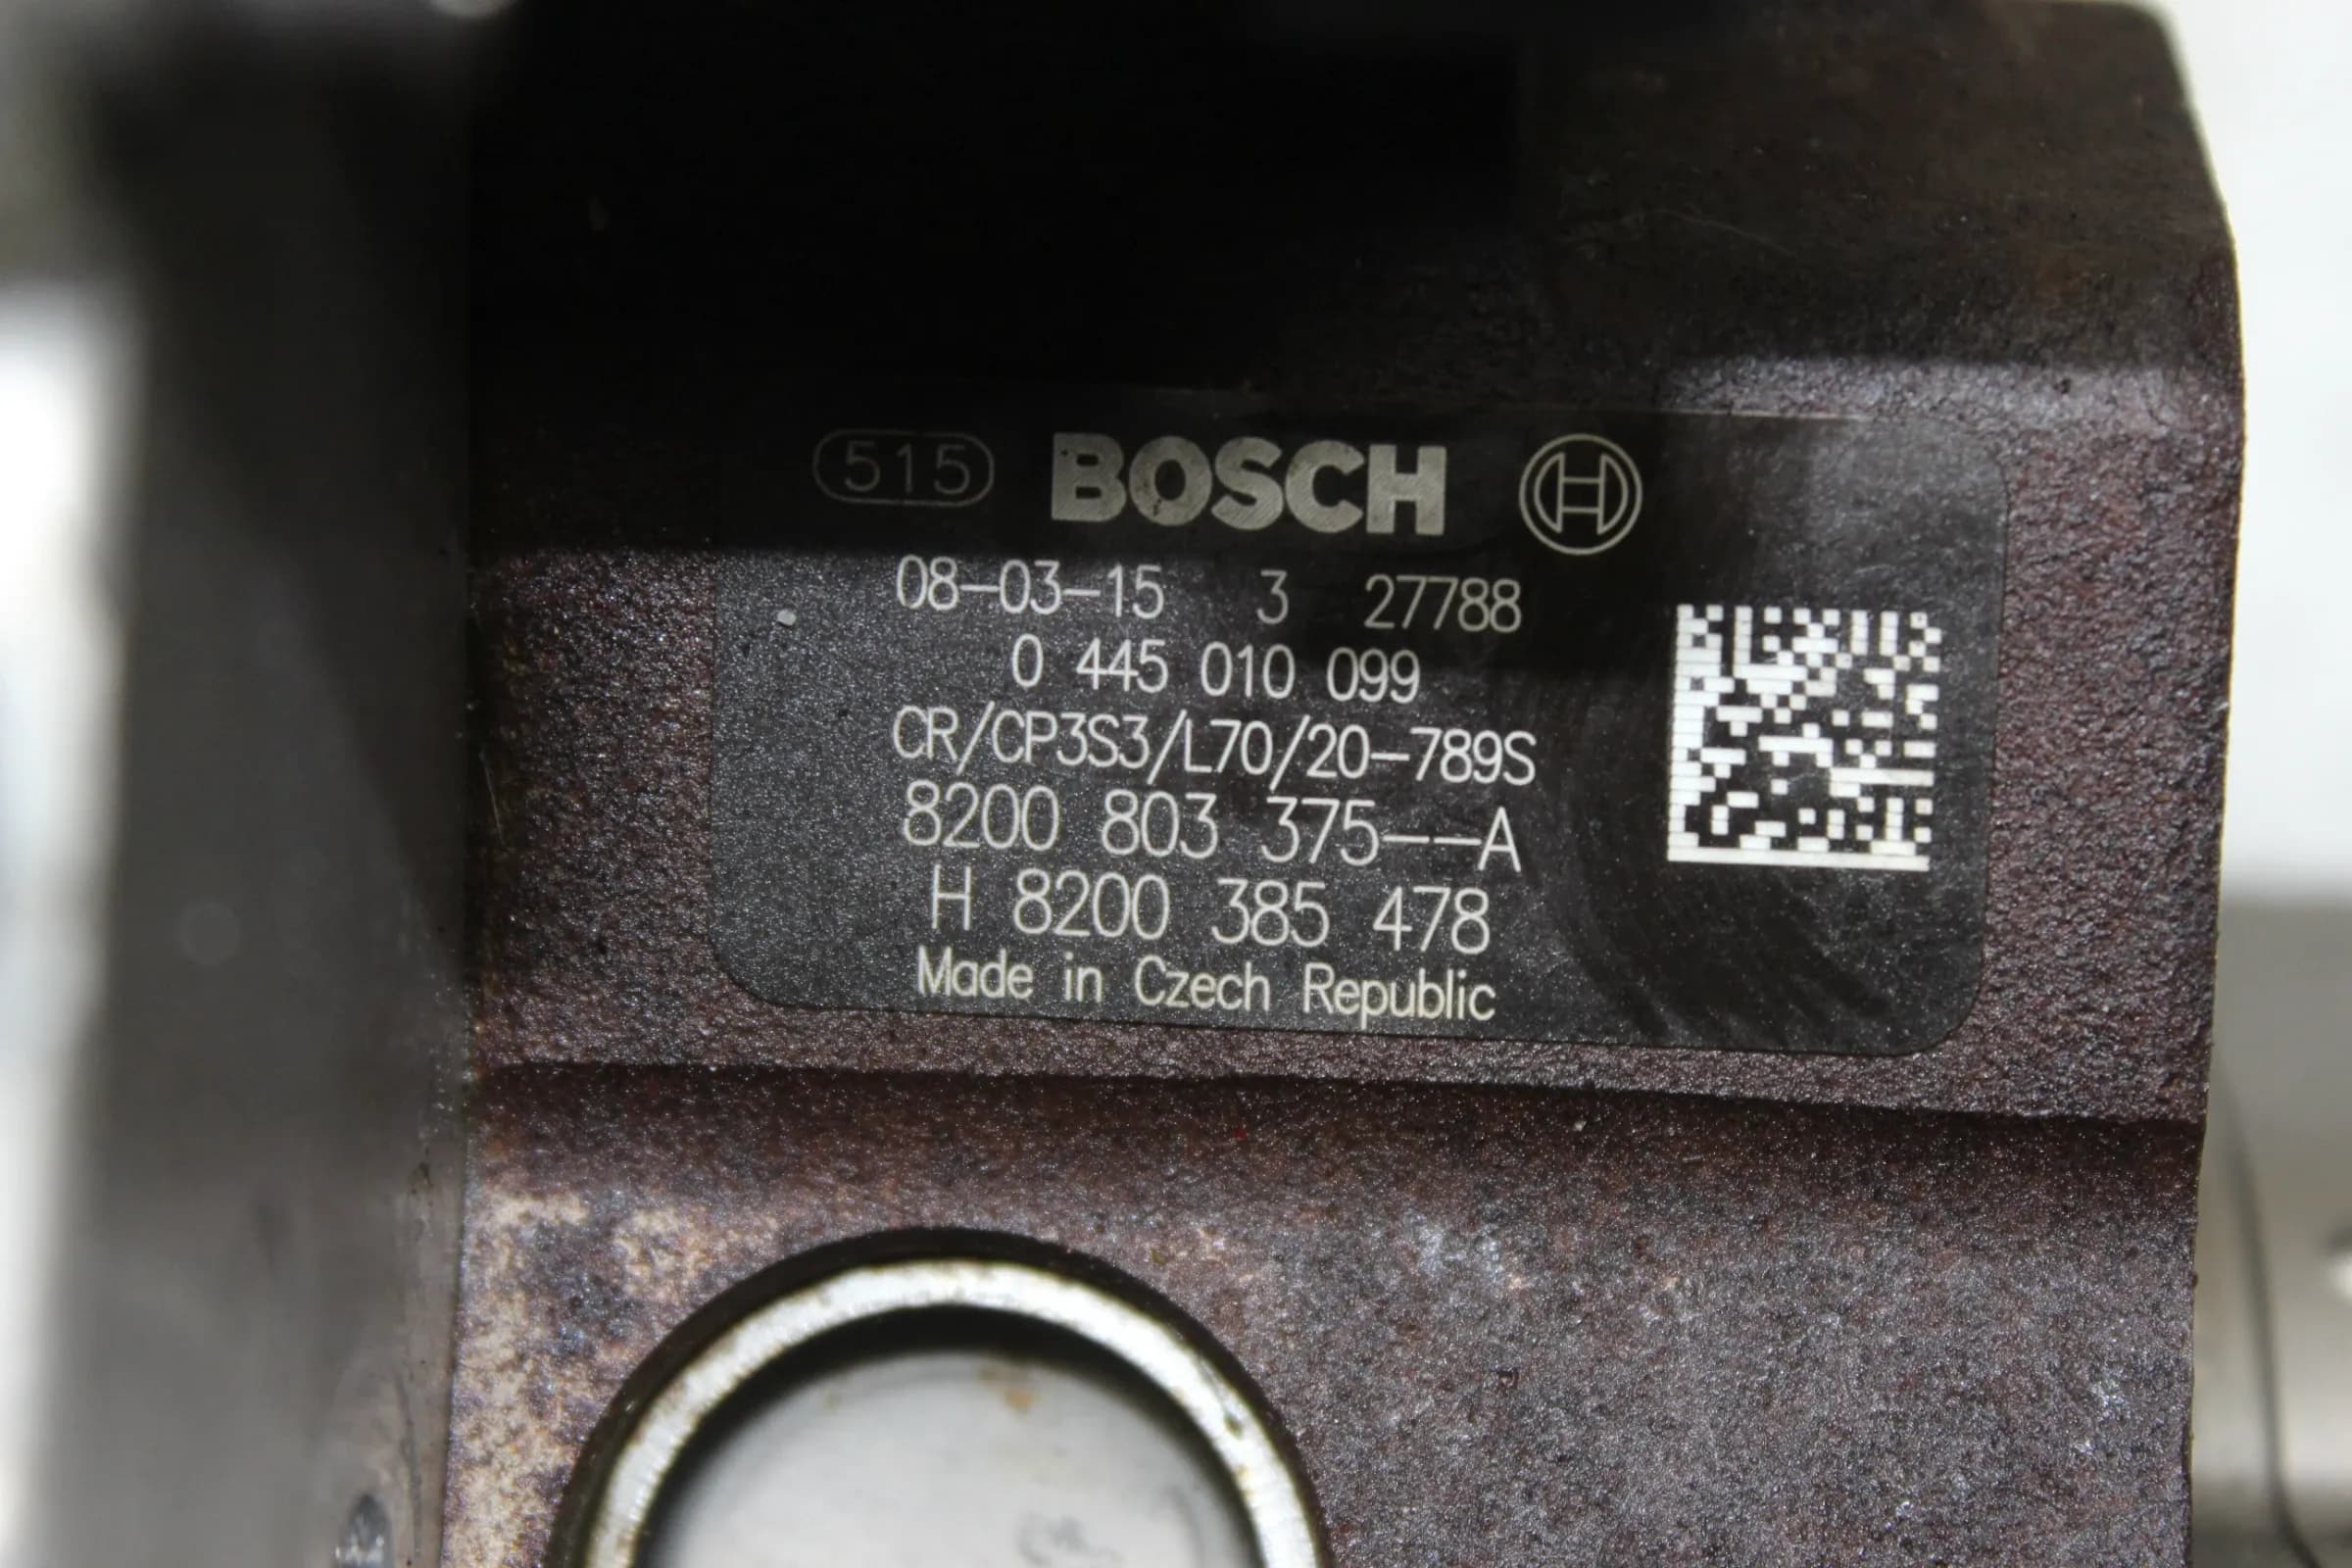 515 BOSCH
08-03-15 3 27788
0 445 010 099
CR/CP3S3/L70/20-789S
8200 803 375--A
H 8200 385 478
Made in Czech Republic